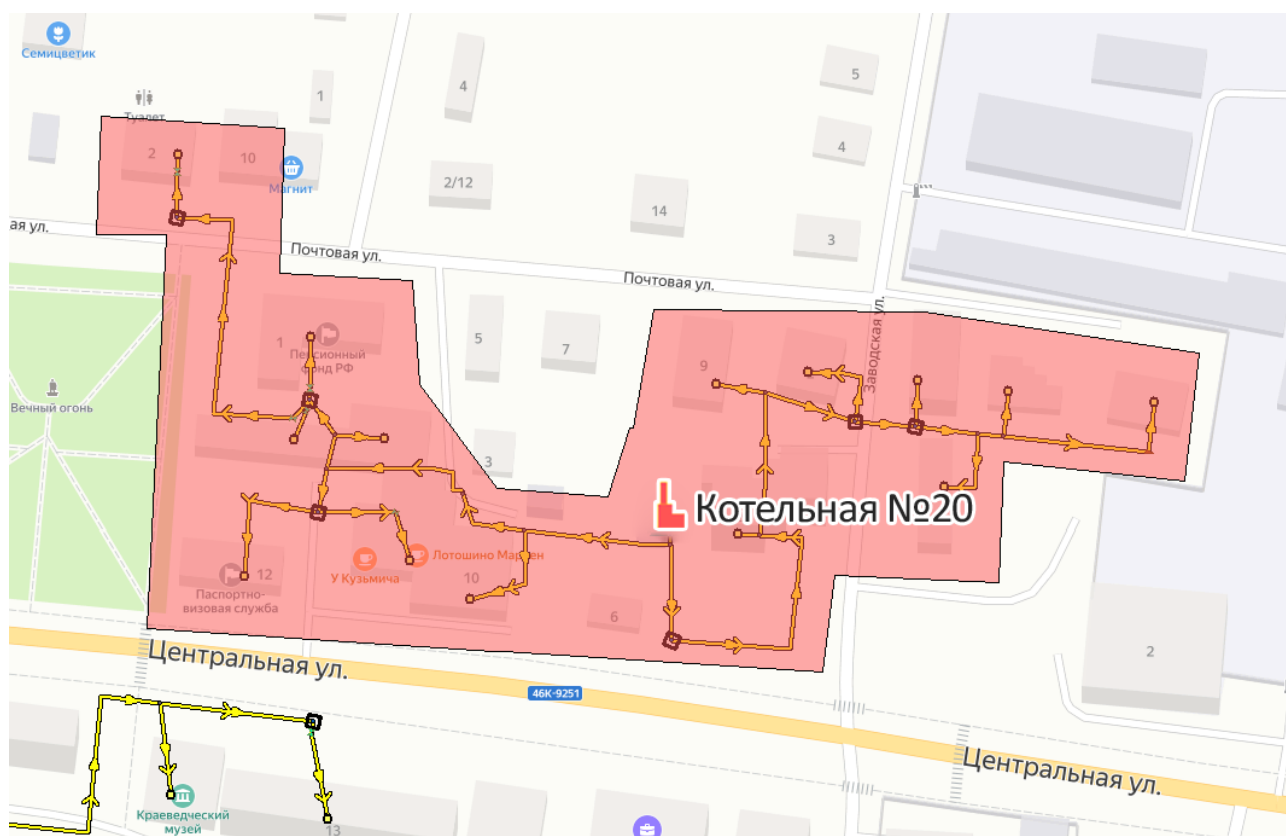 Семицветик
Туалет
2
10
Магнит
1
4
5
4
2/12
14
3
ая ул.
Почтовая ул.
Почтовая ул.
1
Пенсионный
фонд РФ
5
7
9
Заводская ул.
Вечный огонь
3
Котельная №20
Лотошино Марцен
У Кузьмича
12
10
Паспортно-
визовая служба
6
2
Центральная ул.
46К-9251
Центральная ул.
Краеведческий
музей
13